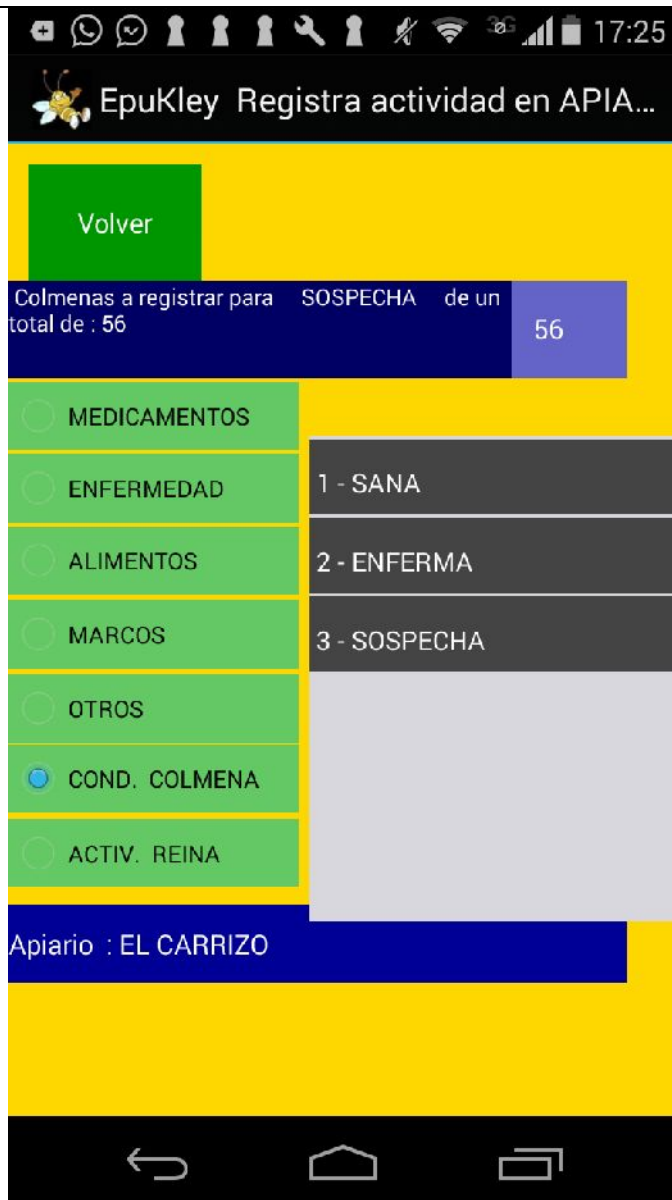 3G 17:25
EpuKley Registra actividad en APIA...
Volver
Colmenas a registrar para SOSPECHA de un
total de : 56
56
MEDICAMENTOS
ENFERMEDAD
ALIMENTOS
MARCOS
OTROS
COND. COLMENA
ACTIV. REINA
1 - SANA
2 - ENFERMA
3 - SOSPECHA
Apiario : EL CARRIZO